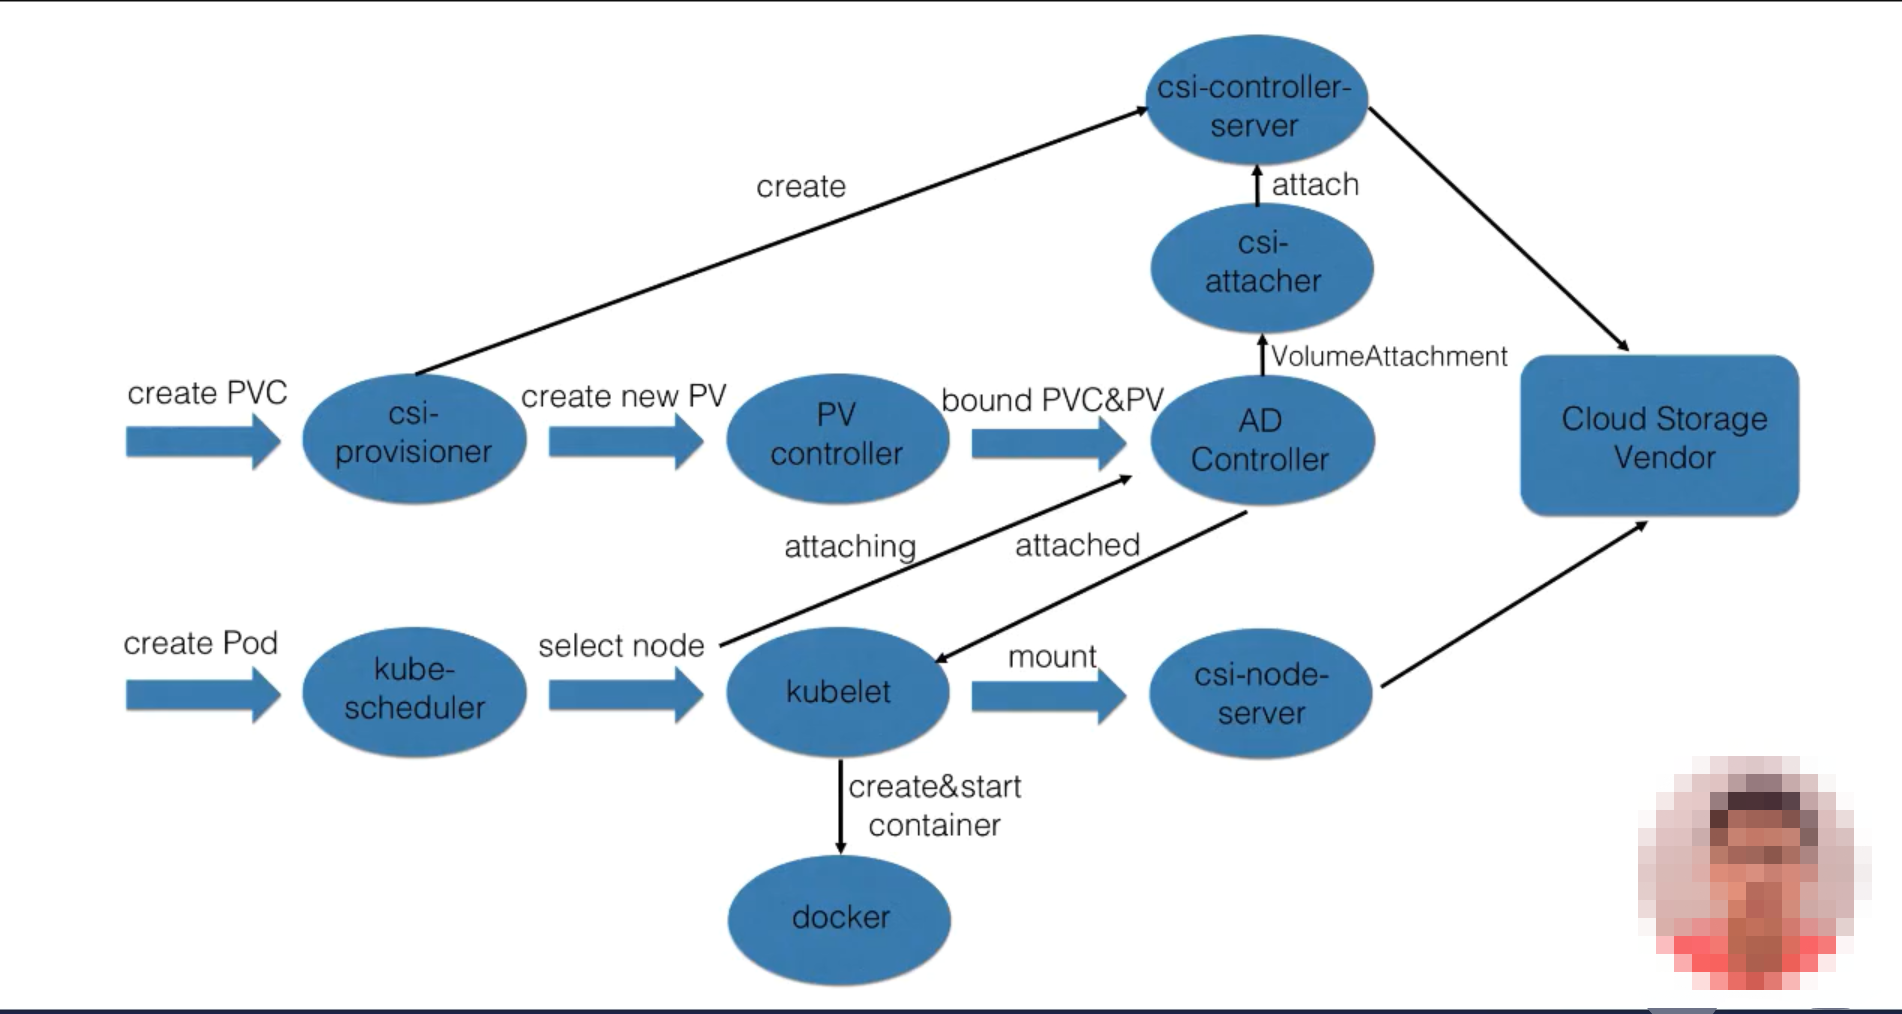 csi-controller-
server
create
attach
csi-
attacher
VolumeAttachment
create PVC
csi-
provisioner
create new PV
PV
controller
bound PVC&PV
AD
Controller
Cloud Storage
Vendor
attaching
attached
create Pod
kube-
scheduler
select node
kubelet
mount
csi-node-
server
create&start
container
docker